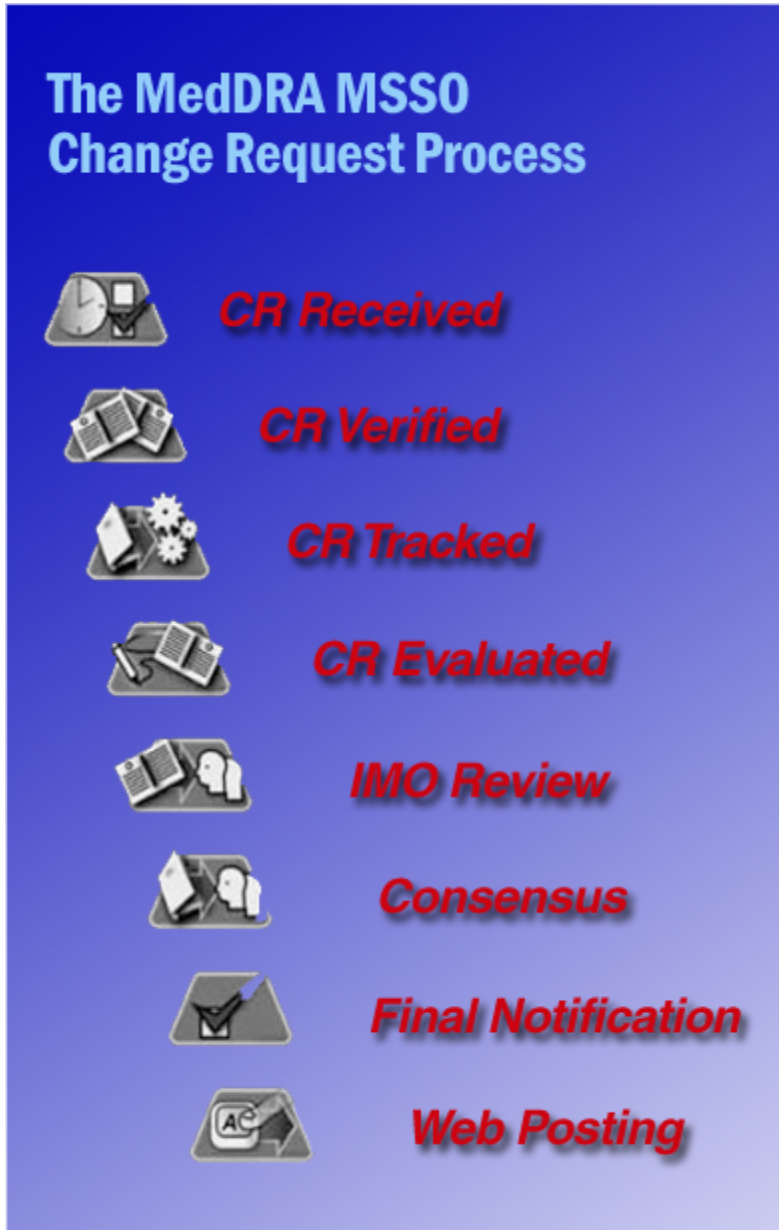 The MedDRA MSSO
Change Request Process
CR Received
CR Verified
CR Tracked
CR Evaluated
IMO Review
Consensus
Final Notification
Web Posting
A